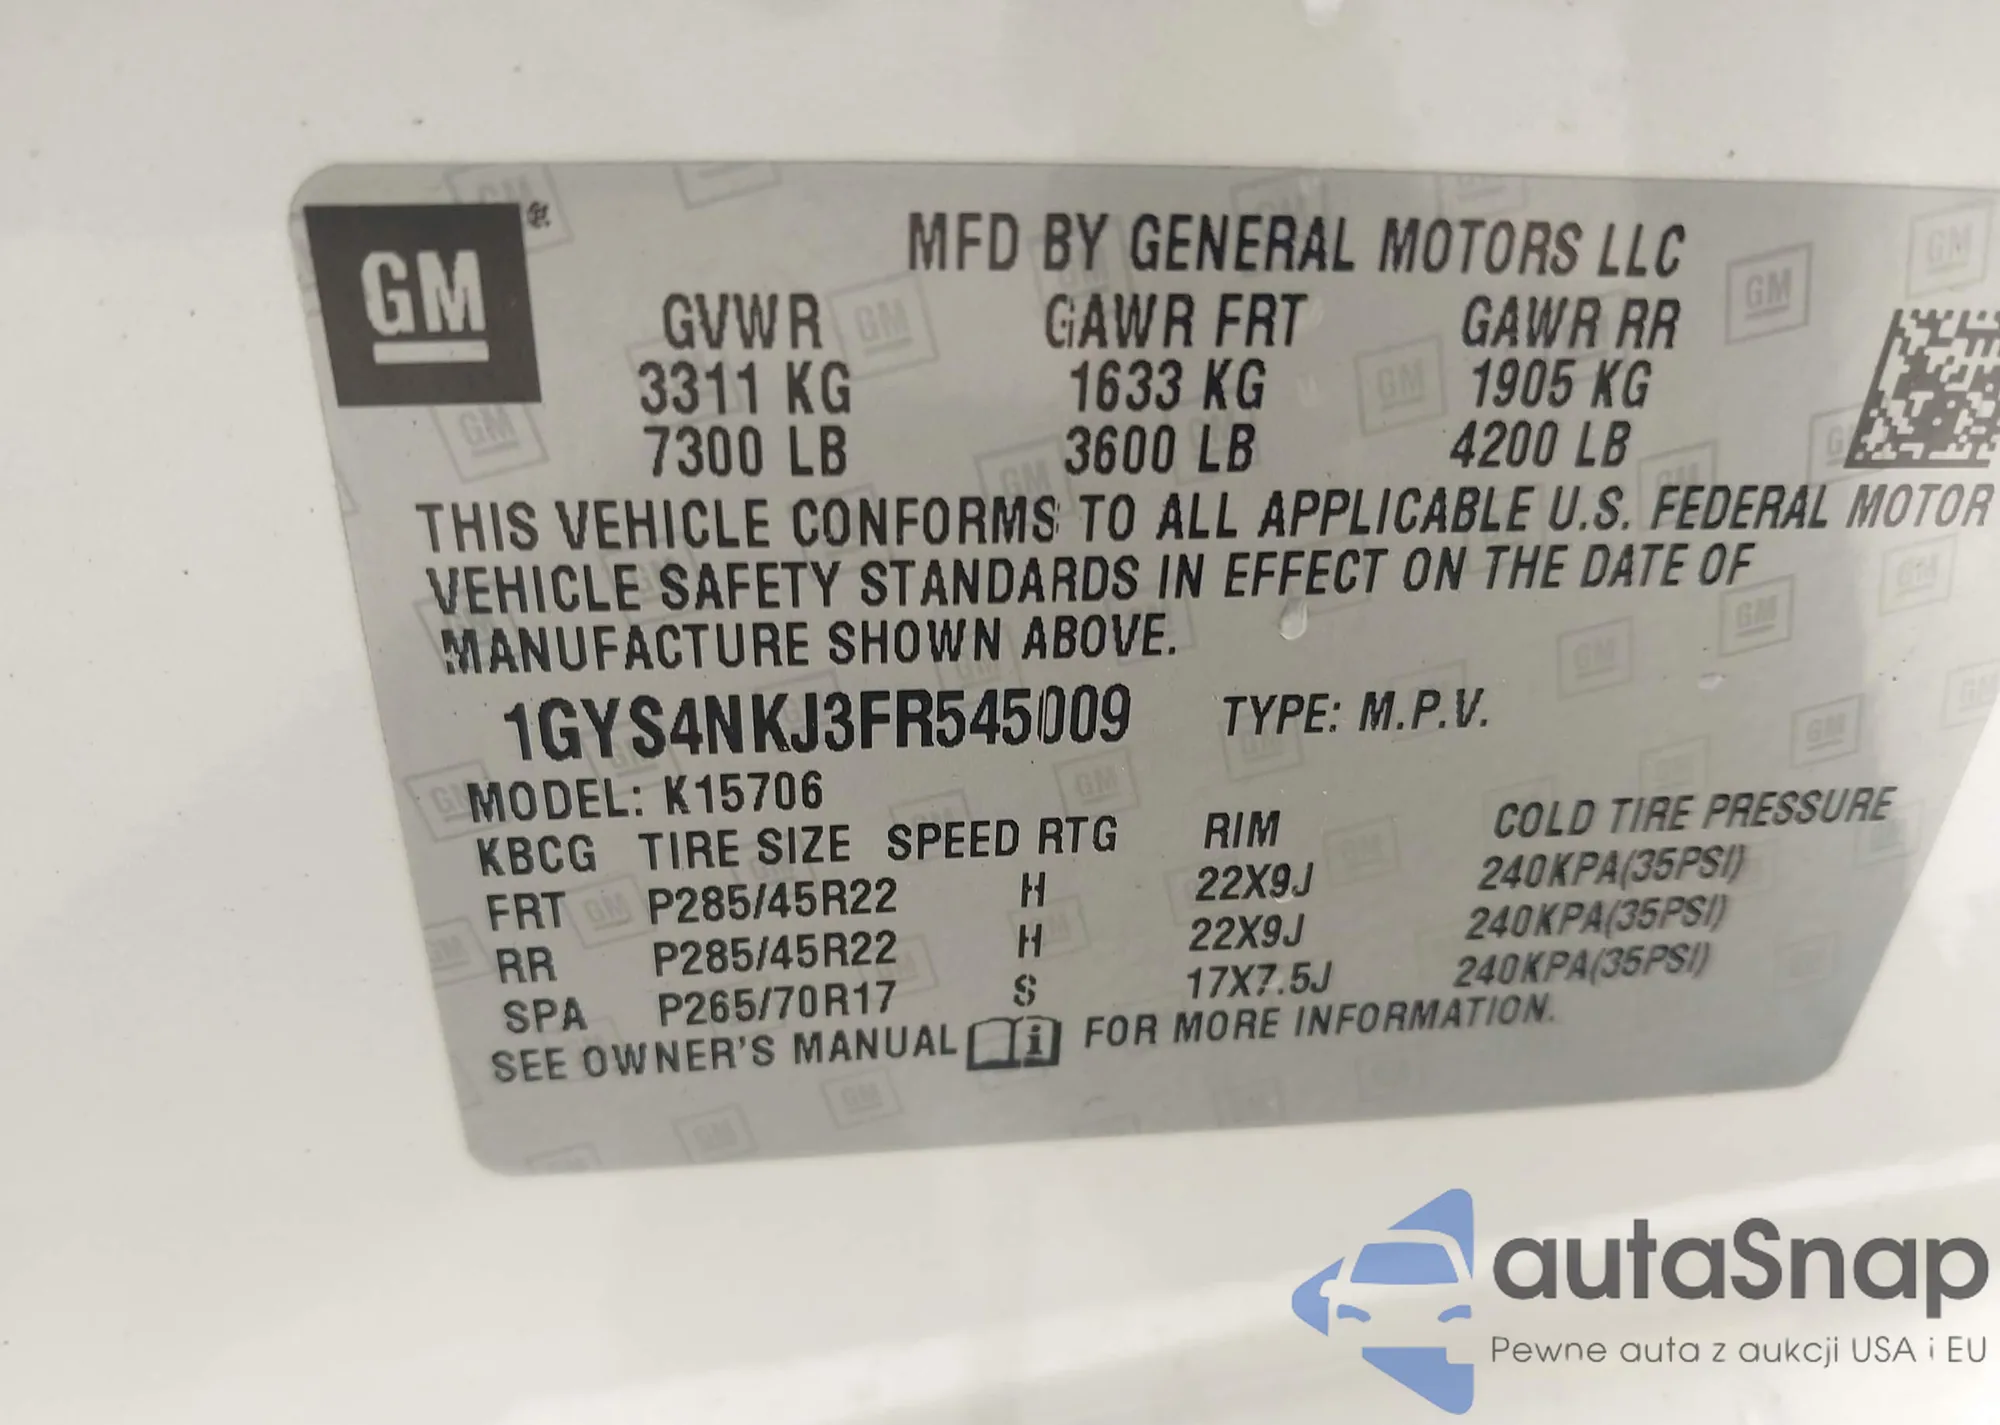 GM
MFD BY GENERAL MOTORS LLC
GVWR GAWR FRT GAWR RR
3311 KG 1633 KG 1905 KG
7300 LB 3600 LB 4200 LB
THIS VEHICLE CONFORMS TO ALL APPLICABLE U.S. FEDERAL MOTOR
VEHICLE SAFETY STANDARDS IN EFFECT ON THE DATE OF
MANUFACTURE SHOWN ABOVE.
1GYS4NKJ3FR545009 TYPE: M.P.V.
MODEL: K15706
KBCG TIRE SIZE SPEED RTG RIM COLD TIRE PRESSURE
FRT P285/45R22 H 22X9J 240KPA(35PSI)
RR P285/45R22 H 22X9J 240KPA(35PSI)
SPA P265/70R17 S 17X7.5J 240KPA(35PSI)
SEE OWNER'S MANUAL FOR MORE INFORMATION.
autaSnap
Pewne auta z aukcji USA i EU